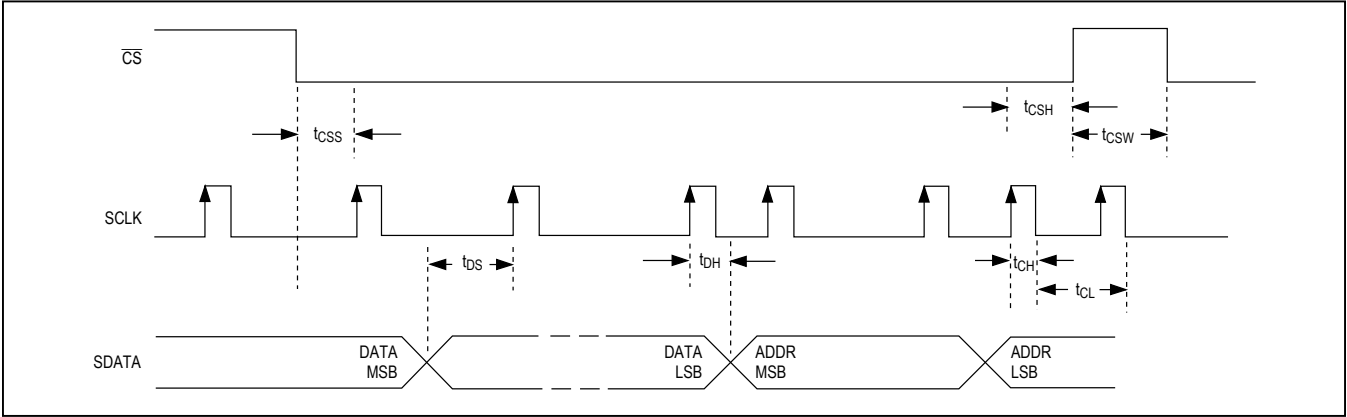 CS
tCSH
tCSS
tCSW
SCLK
tDS
tDH
tCH
tCL
SDATA
DATA
MSB
DATA
LSB
ADDR
MSB
ADDR
LSB